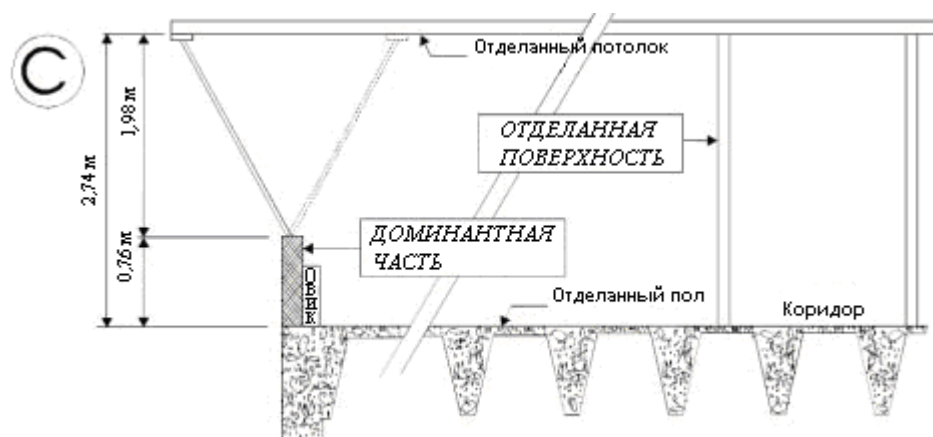 С
Отделанный потолок
1,98 м
2,74 м
0,76 м
ОТДЕЛАННАЯ
ПОВЕРХНОСТЬ
ДОМИНАНТНАЯ
ЧАСТЬ
ОВИК
Отделанный пол
Коридор